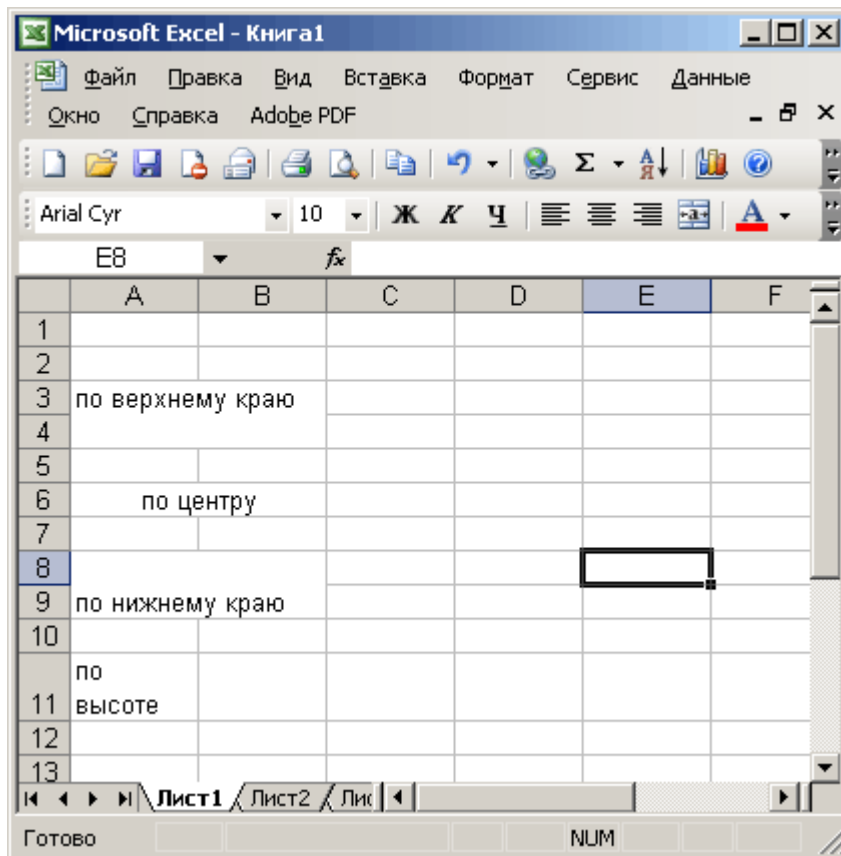 Microsoft Excel - Книга1
Файл Правка Вид Вставка Формат Сервис Данные
Окно Справка Adobe PDF
Arial Cyr 10 Ж К Ч A
E8 fx
A B C D E F
1
2
3 по верхнему краю
4
5
6 по центру
7
8
9 по нижнему краю
10
по
11 высоте
12
13
Лист1 Лист2 Лис
Готово NUM